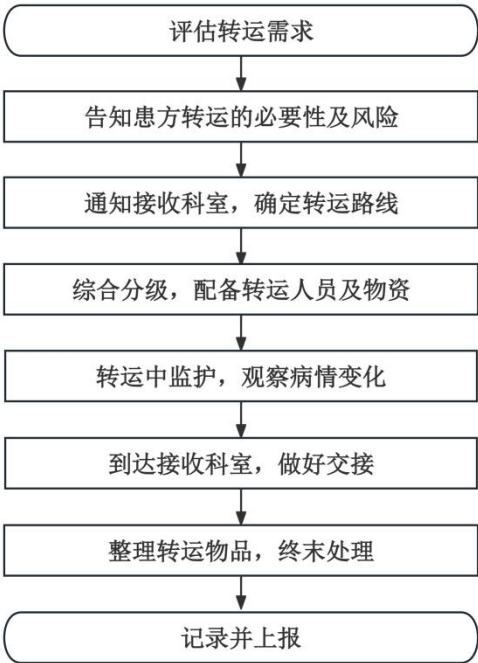 评估转运需求
告知患方转运的必要性及风险
通知接收科室，确定转运路线
综合分级，配备转运人员及物资
转运中监护，观察病情变化
到达接收科室，做好交接
整理转运物品，终末处理
记录并上报